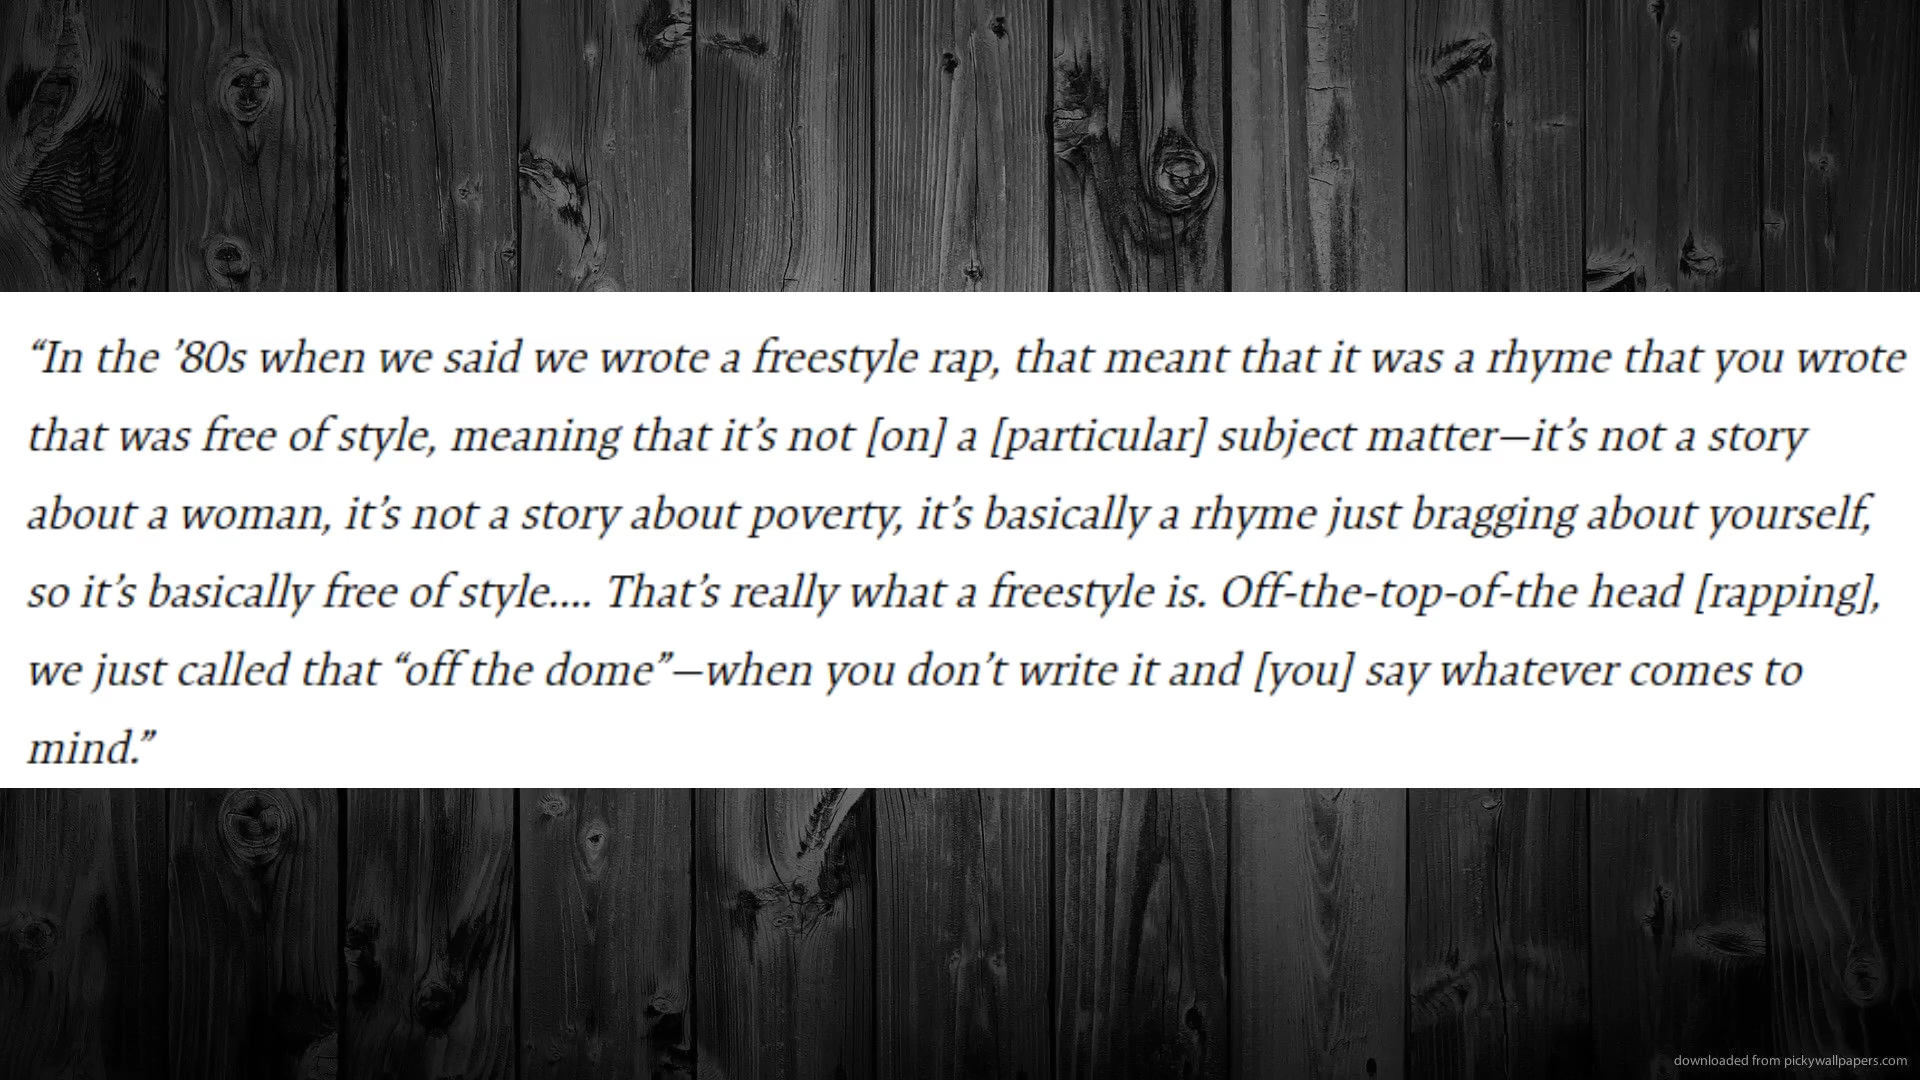 “In the ’80s when we said we wrote a freestyle rap, that meant that it was a rhyme that you wrote
that was free of style, meaning that it’s not [on] a [particular] subject matter—it’s not a story
about a woman, it’s not a story about poverty, it’s basically a rhyme just bragging about yourself,
so it’s basically free of style.... That’s really what a freestyle is. Off-the-top-of-the head [rapping],
we just called that “off the dome”—when you don’t write it and [you] say whatever comes to
mind.”
downloaded from pickywallpapers.com